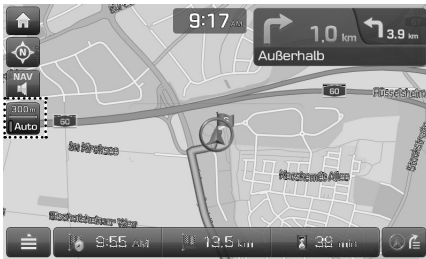 9:17 AM
1.0 km
3.9 km
Außerhalb
N
NAV
300m
Auto
60
60
Rüsselsheim
9:55 AM
13.5 km
38 min